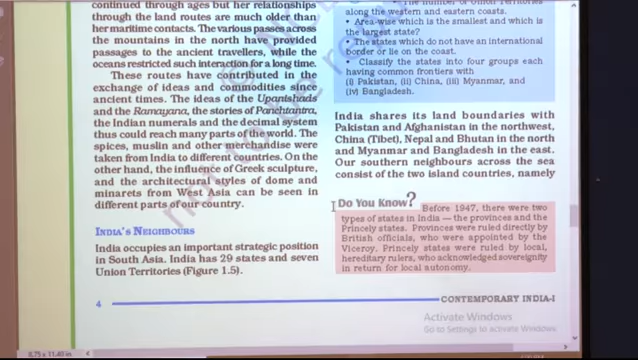 continued through ages but her relationships
through the land routes are much older than
her maritime contacts. The various passes across
the mountains in the north have provided
passages to the ancient travellers, while the
oceans restricted such interaction for a long time.
These routes have contributed in the
exchange of ideas and commodities since
ancient times. The ideas of the Upanishads
and the Ramayana, the stories of Panchtantra,
the Indian numerals and the decimal system
thus could reach many parts of the world. The
spices, muslin and other merchandise were
taken from India to different countries. On the
other hand, the influence of Greek sculpture,
and the architectural styles of dome and
minarets from West Asia can be seen in
different parts of our country.
INDIA'S NEIGHBOURS
India occupies an important strategic position
in South Asia. India has 29 states and seven
Union Territories (Figure 1.5).
• The number of Union Territories
along the western and eastern coasts.
• Area-wise which is the smallest and which is
the largest state?
• The states which do not have an international
border or lie on the coast.
• Classify the states into four groups each
having common frontiers with
(i) Pakistan, (ii) China, (iii) Myanmar, and
(iv) Bangladesh.
India shares its land boundaries with
Pakistan and Afghanistan in the northwest,
China (Tibet), Nepal and Bhutan in the north
and Myanmar and Bangladesh in the east.
Our southern neighbours across the sea
consist of the two island countries, namely
Do You Know?
Before 1947, there were two
types of states in India — the provinces and the
Princely states. Provinces were ruled directly by
British officials, who were appointed by the
Viceroy. Princely states were ruled by local,
hereditary rulers, who acknowledged sovereignity
in return for local autonomy.
4
CONTEMPORARY INDIA-I
Activate Windows
Go to Settings to activate Windows.
8.75 x 11.40 in